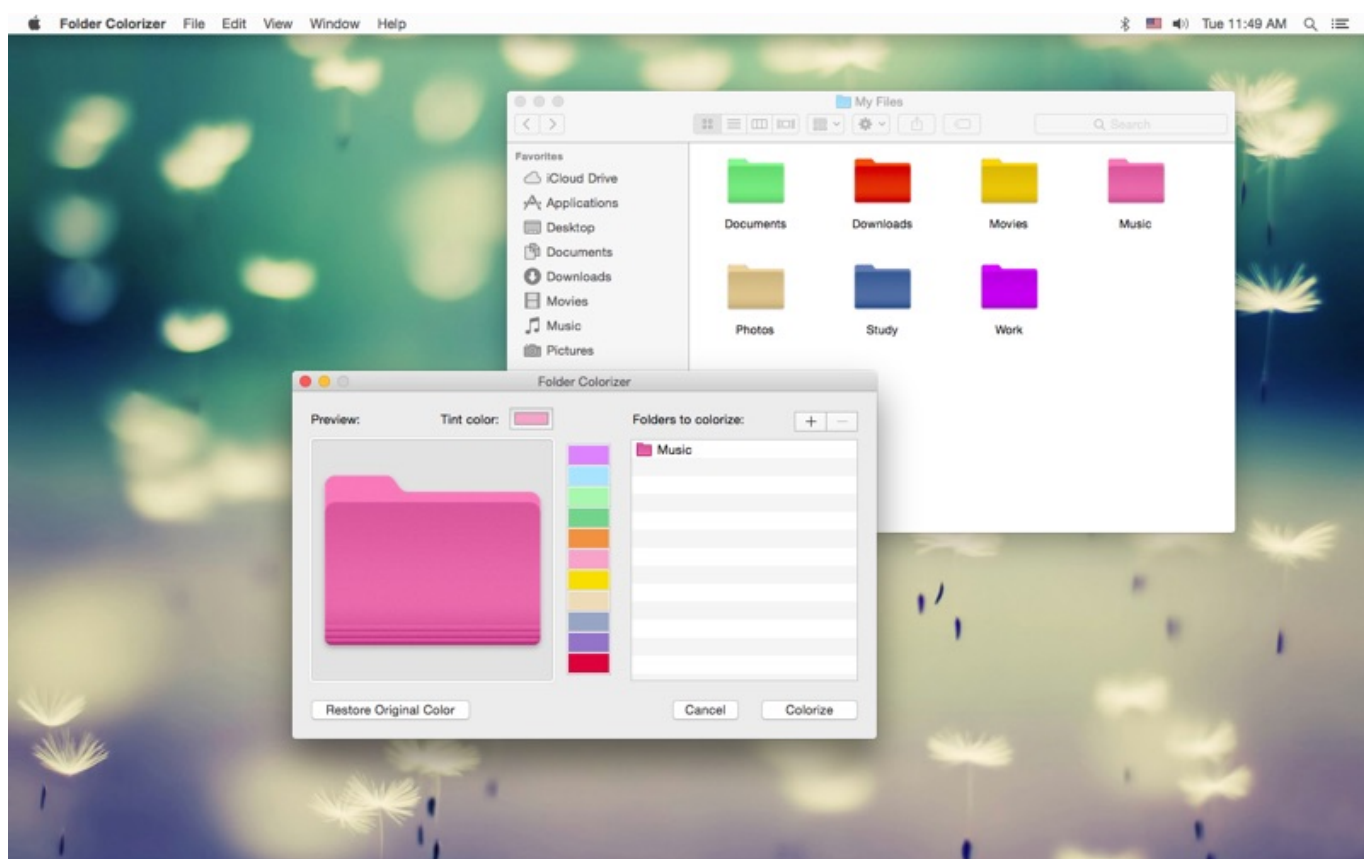 Folder Colorizer File Edit View Window Help Tue 11:49 AM
My Files
Search
Favorites
iCloud Drive
Applications
Desktop
Documents
Downloads
Movies
Music
Pictures
Documents Downloads Movies Music
Photos Study Work
Folder Colorizer
Preview: Tint color: Folders to colorize:
Music
Restore Original Color Cancel Colorize